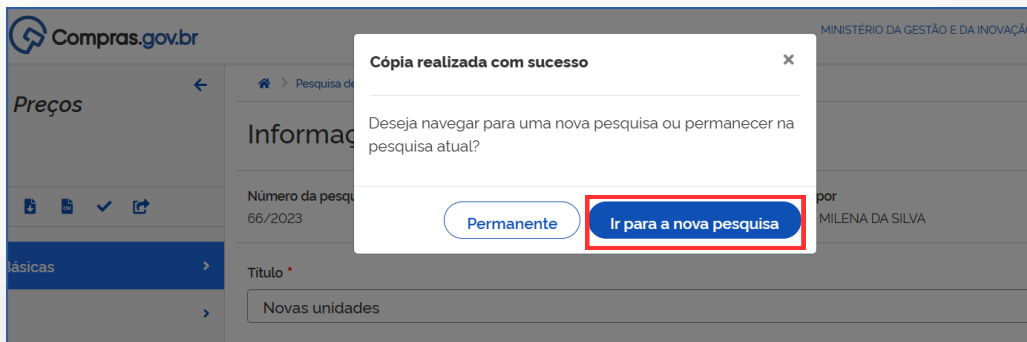 Compras.gov.br
MINISTÉRIO DA GESTÃO E DA INOVAÇÃO
Cópia realizada com sucesso ×
Preços
Pesquisa de
Deseja navegar para uma nova pesquisa ou permanecer na
pesquisa atual?
Informaç
Número da pesqu
por
66/2023
MILENA DA SILVA
Permanente
Ir para a nova pesquisa
Básicas
Título *
Novas unidades